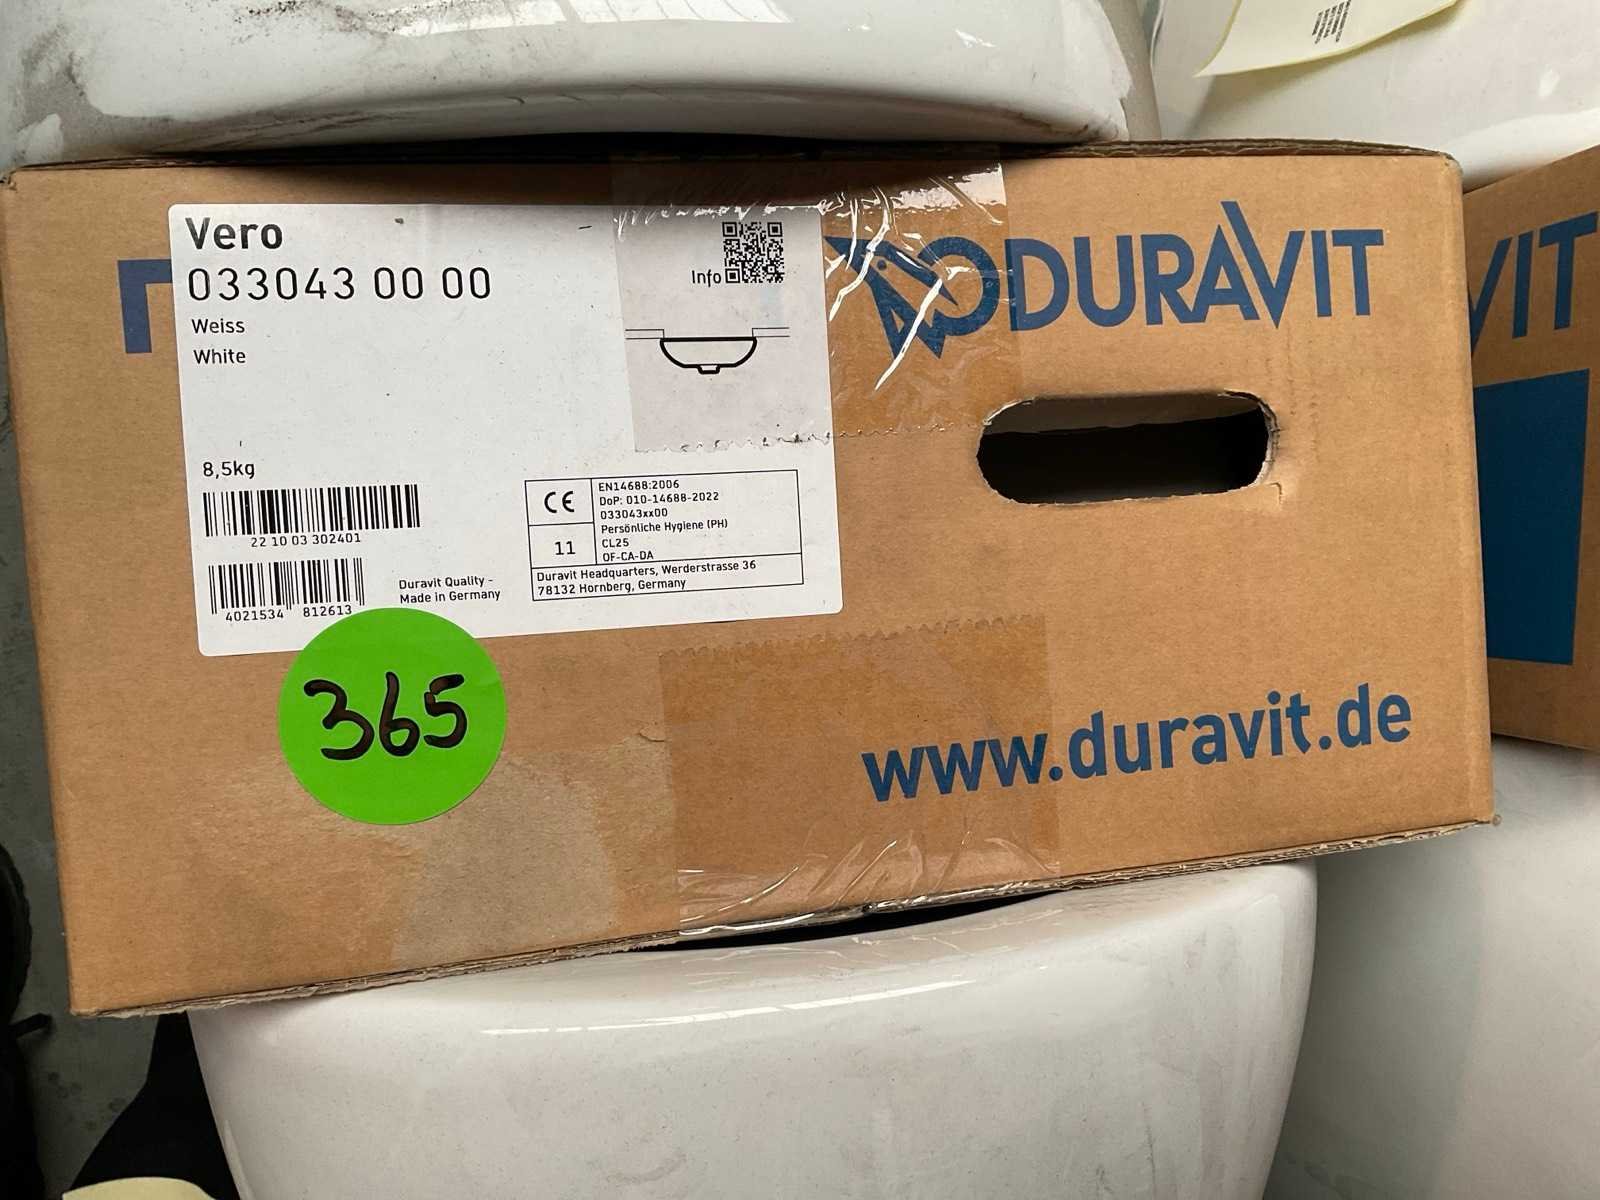 Vero
033043 00 00
Weiss
White
Info
8,5kg
22 10 03 302401
4021534 812613
Duravit Quality -
Made in Germany
CE
11
EN14688:2006
DoP: 010-14688-2022
033043xx00
Persönliche Hygiene (PH)
CL25
OF-CA-DA
Duravit Headquarters, Werderstrasse 36
78132 Hornberg, Germany
365
DURAVIT
www.duravit.de
VIT